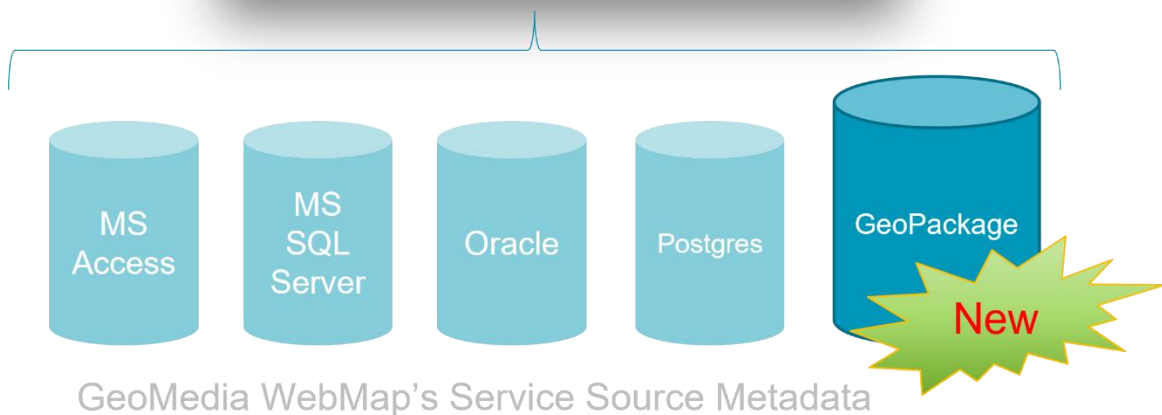 MS
Access
MS
SQL
Server
Oracle
Postgres
GeoPackage
New
GeoMedia WebMap's Service Source Metadata